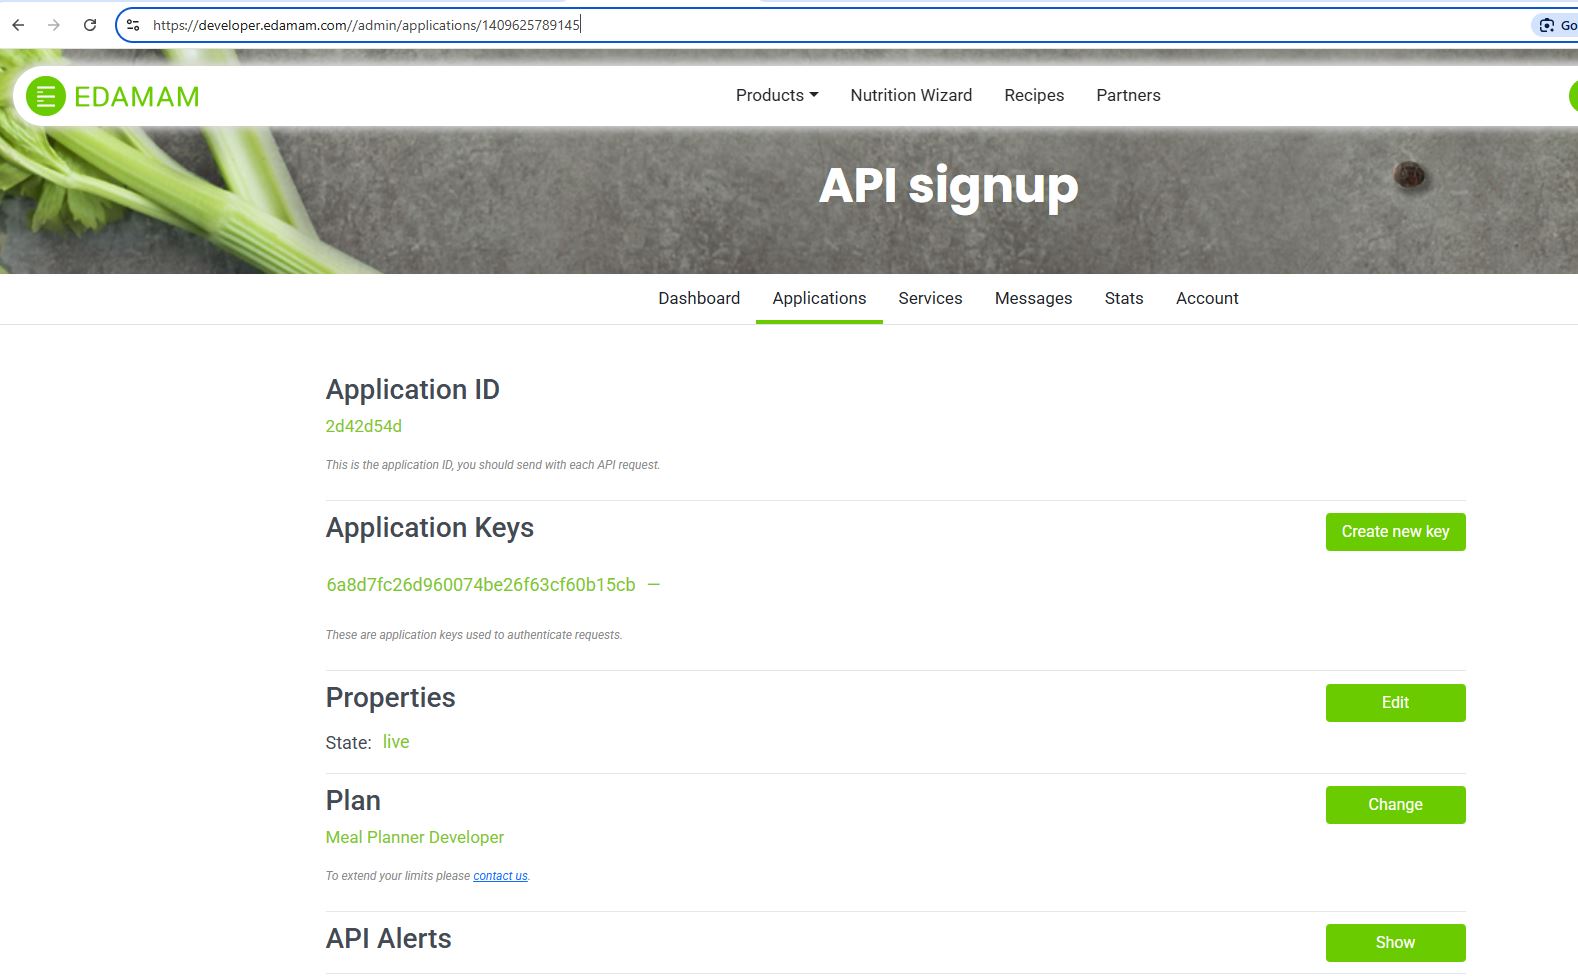 https://developer.edamam.com//admin/applications/1409625789145
Go
EDAMAM
Products Nutrition Wizard Recipes Partners
API signup
Dashboard Applications Services Messages Stats Account
Application ID
2d42d54d
This is the application ID, you should send with each API request.
Application Keys
Create new key
6a8d7fc26d960074be26f63cf60b15cb —
These are application keys used to authenticate requests.
Properties
Edit
State: live
Plan
Change
Meal Planner Developer
To extend your limits please contact us.
API Alerts
Show